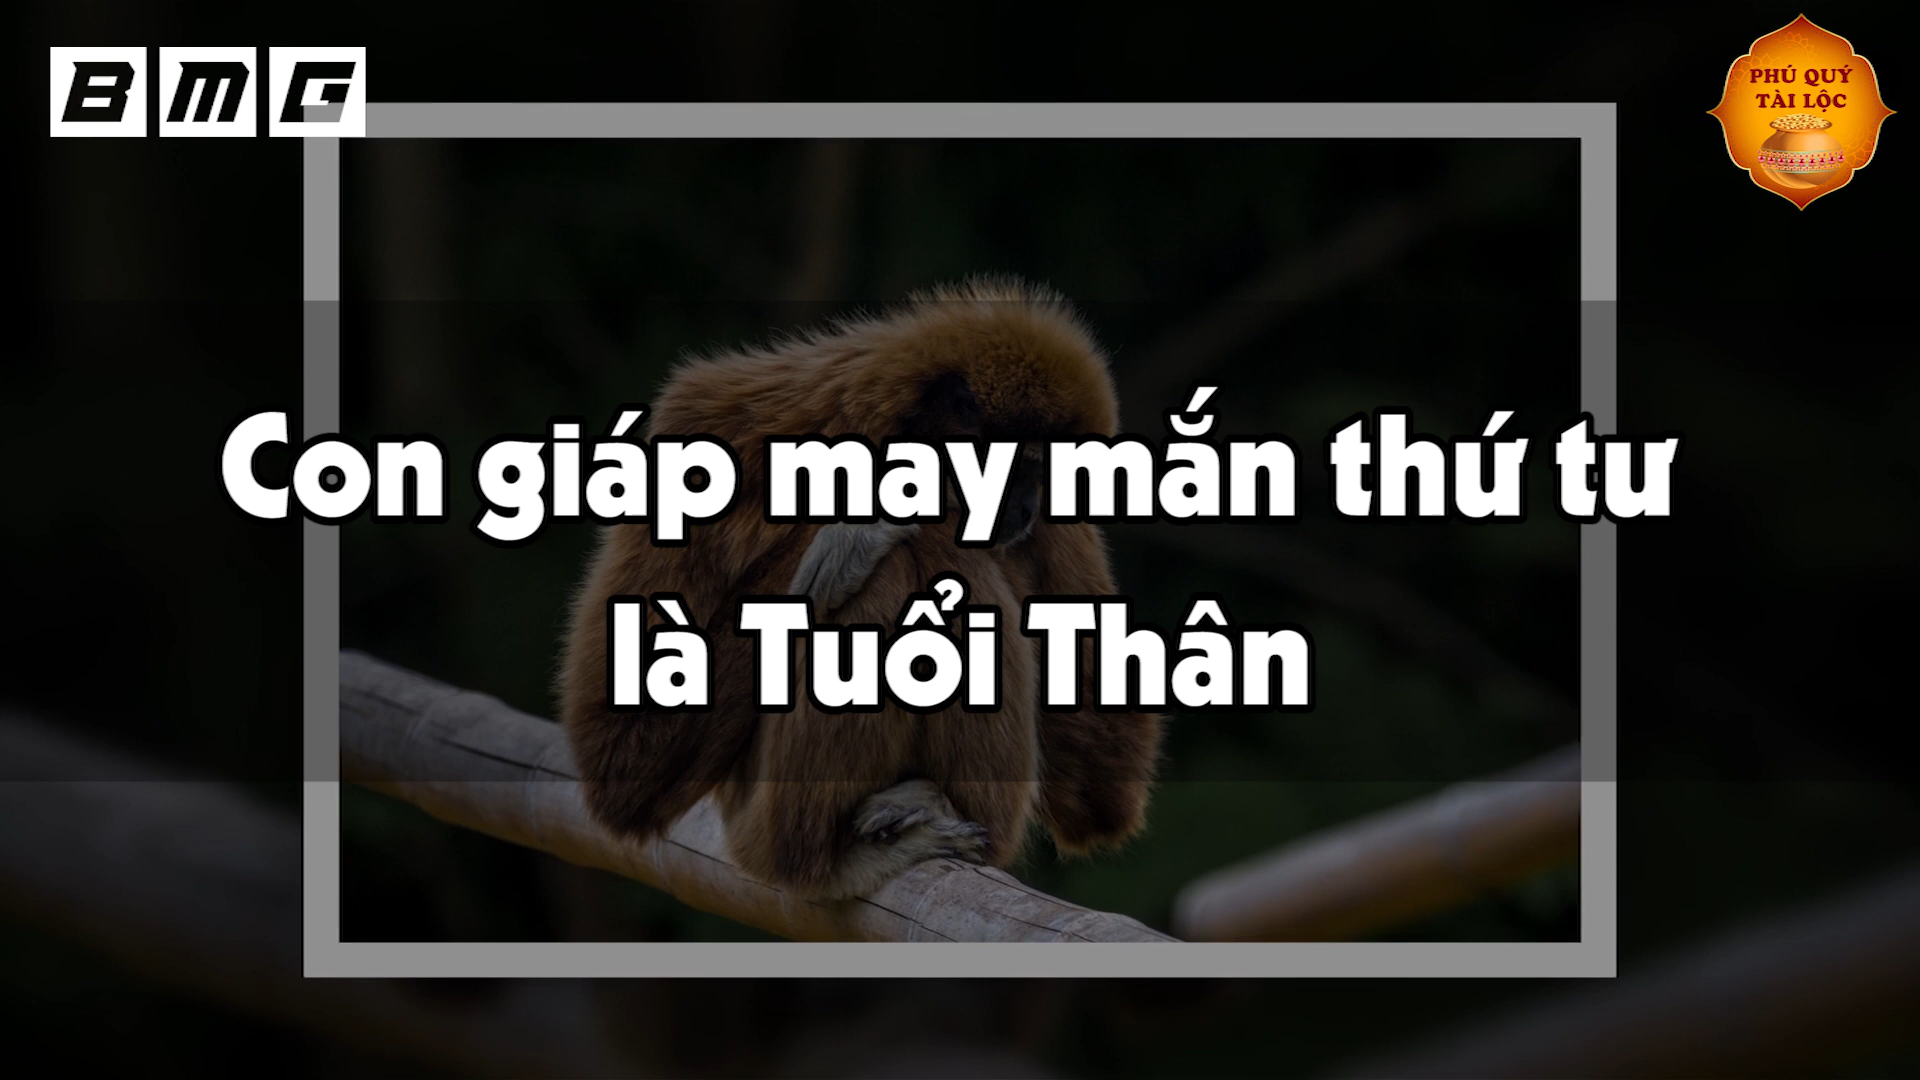 BMG
PHÚ QUÝ
TÀI LỘC
Con giáp may mắn thứ tư
là Tuổi Thân